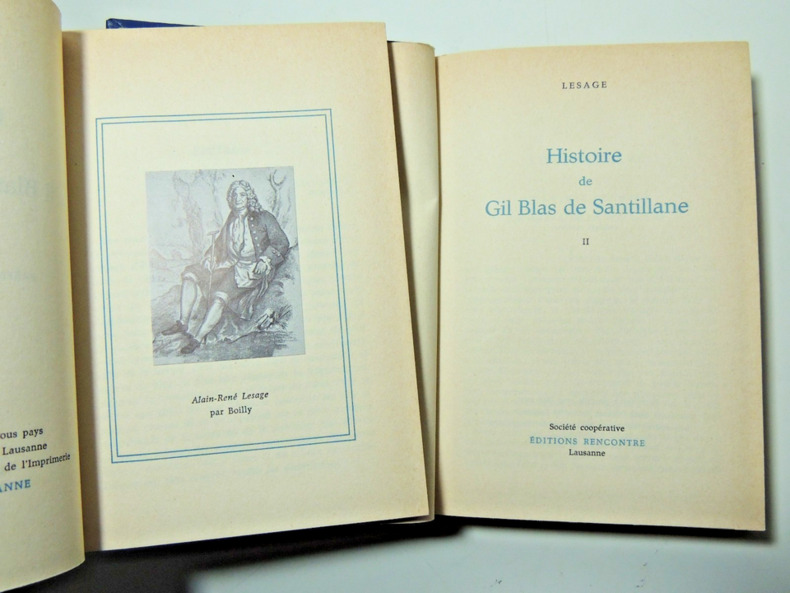 ous pays
Lausanne
de l'Imprimerie
ANNE
Alain-René Lesage
par Boilly
LESAGE
Histoire
de
Gil Blas de Santillane
II
Société coopérative
ÉDITIONS RENCONTRE
Lausanne